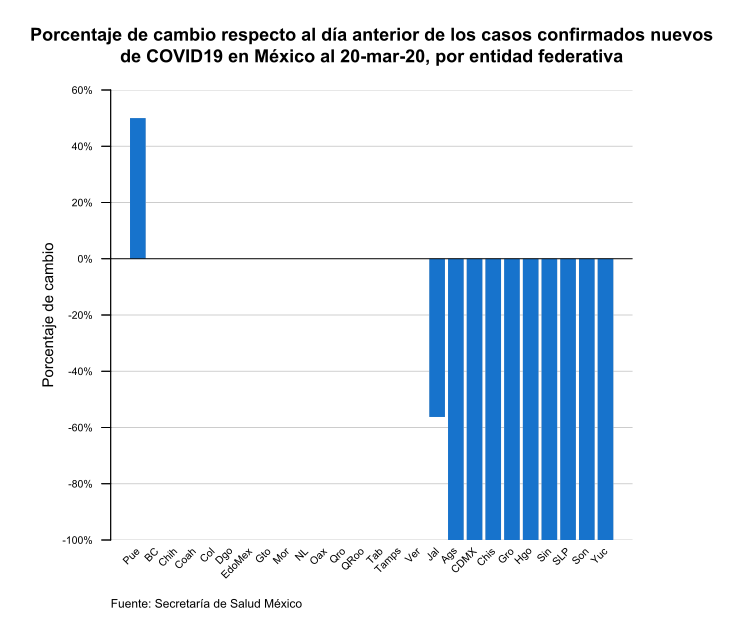 Porcentaje de cambio respecto al día anterior de los casos confirmados nuevos
de COVID19 en México al 20-mar-20, por entidad federativa
60%
40%
20%
0%
-20%
-40%
-60%
-80%
-100%
Porcentaje de cambio
Pue
BC
Chih
Coah
Col
Dgo
EdoMex
Gto
Mor
NL
Oax
Qro
QRoo
Tab
Tamps
Ver
Jal
Ags
CDMX
Chis
Gro
Hgo
Sin
SLP
Son
Yuc
Fuente: Secretaría de Salud México